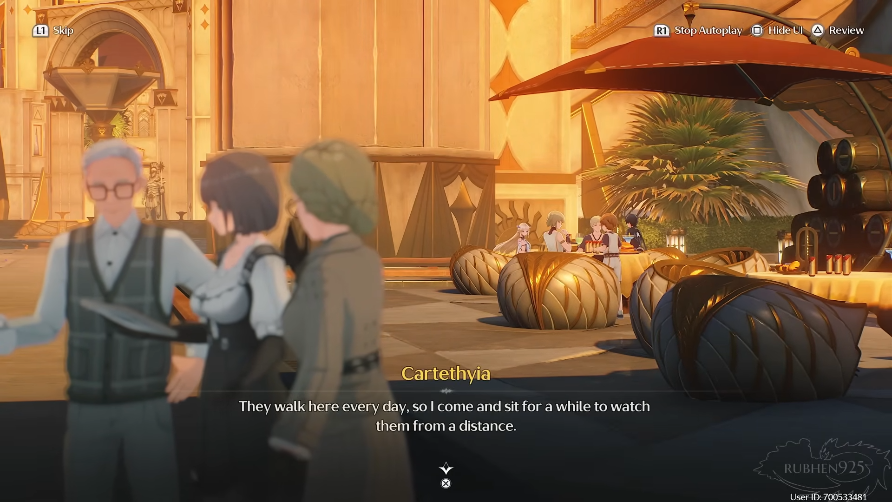 L1 Skip
R1 Stop Autoplay Hide UI Review
Cartethyia
They walk here every day, so I come and sit for a while to watch
them from a distance.
RUBHEN925
User ID: 700533481